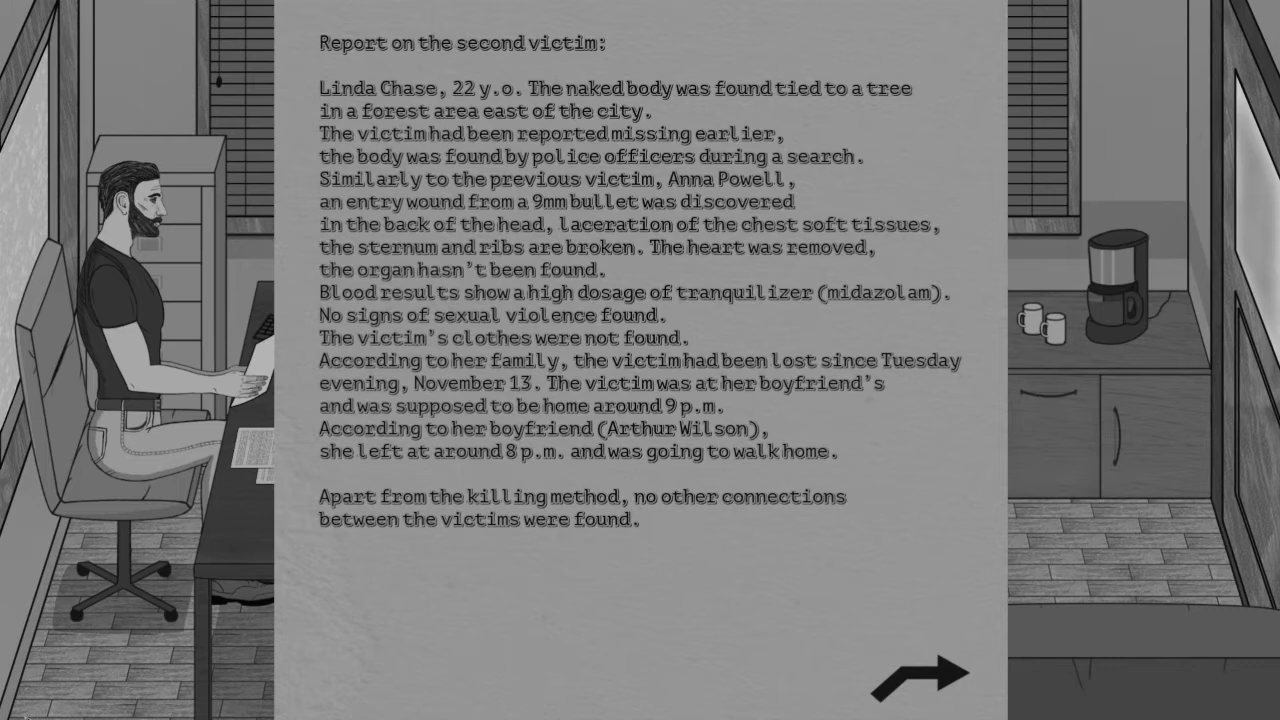 Report on the second victim:
Linda Chase, 22 y.o. The naked body was found tied to a tree
in a forest area east of the city.
The victim had been reported missing earlier,
the body was found by police officers during a search.
Similarly to the previous victim, Anna Powell,
an entry wound from a 9mm bullet was discovered
in the back of the head, laceration of the chest soft tissues,
the sternum and ribs are broken. The heart was removed,
the organ hasn't been found.
Blood results show a high dosage of tranquilizer (midazolam).
No signs of sexual violence found.
The victim's clothes were not found.
According to her family, the victim had been lost since Tuesday
evening, November 13. The victim was at her boyfriend's
and was supposed to be home around 9 p.m.
According to her boyfriend (Arthur Wilson),
she left at around 8 p.m. and was going to walk home.
Apart from the killing method, no other connections
between the victims were found.